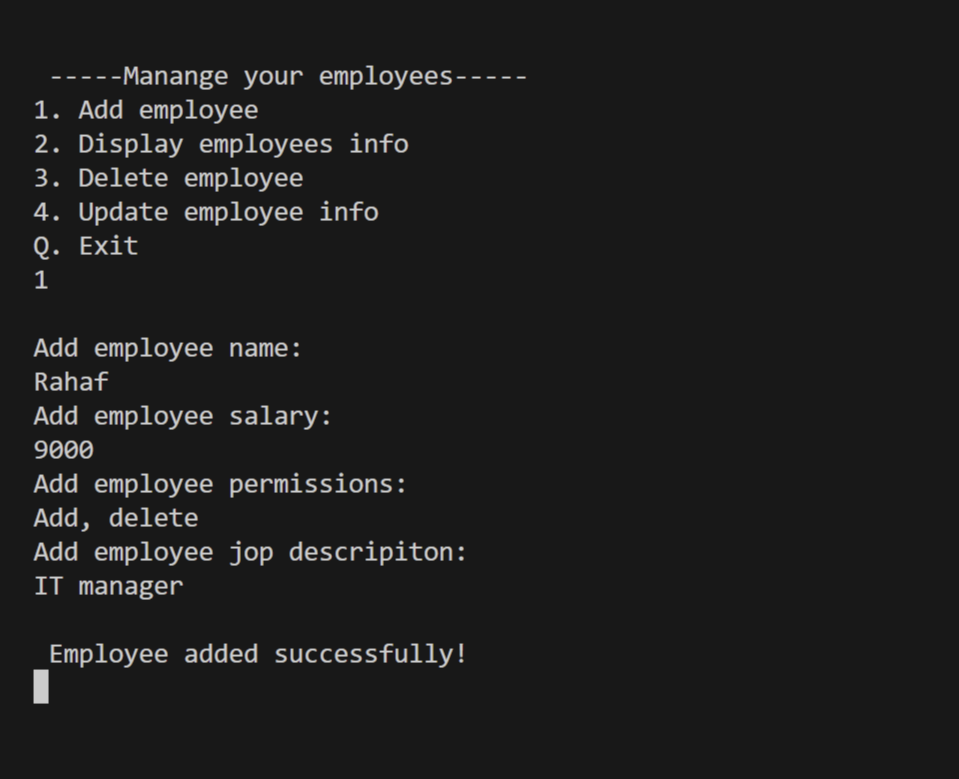 -----Manange your employees-----
1. Add employee
2. Display employees info
3. Delete employee
4. Update employee info
Q. Exit
1
Add employee name:
Rahaf
Add employee salary:
9000
Add employee permissions:
Add, delete
Add employee jop descripiton:
IT manager
Employee added successfully!